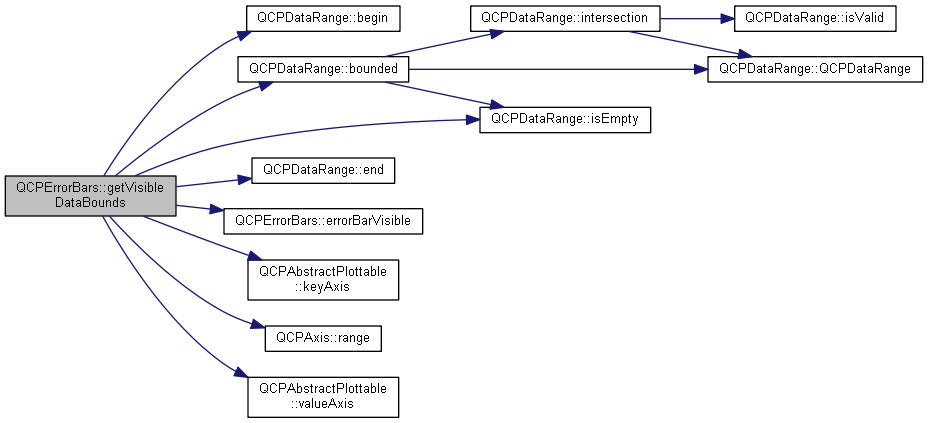 QCPErrorBars::getVisible
DataBounds
QCPDataRange::begin
QCPDataRange::bounded
QCPDataRange::intersection
QCPDataRange::isValid
QCPDataRange::QCPDataRange
QCPDataRange::isEmpty
QCPDataRange::end
QCPErrorBars::errorBarVisible
QCPAbstractPlottable
::keyAxis
QCPAxis::range
QCPAbstractPlottable
::valueAxis